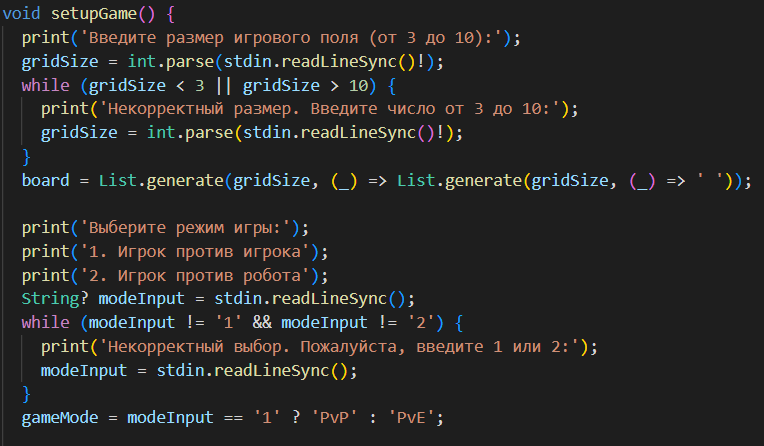 void setupGame() {
  print('Введите размер игрового поля (от 3 до 10):');
  gridSize = int.parse(stdin.readLineSync()!);
  while (gridSize < 3 || gridSize > 10) {
    print('Некорректный размер. Введите число от 3 до 10:');
    gridSize = int.parse(stdin.readLineSync()!);
  }
  board = List.generate(gridSize, (_) => List.generate(gridSize, (_) => ' '));

  print('Выберите режим игры:');
  print('1. Игрок против игрока');
  print('2. Игрок против робота');
  String? modeInput = stdin.readLineSync();
  while (modeInput != '1' && modeInput != '2') {
    print('Некорректный выбор. Пожалуйста, введите 1 или 2:');
    modeInput = stdin.readLineSync();
  }
  gameMode = modeInput == '1' ? 'PvP' : 'PvE';